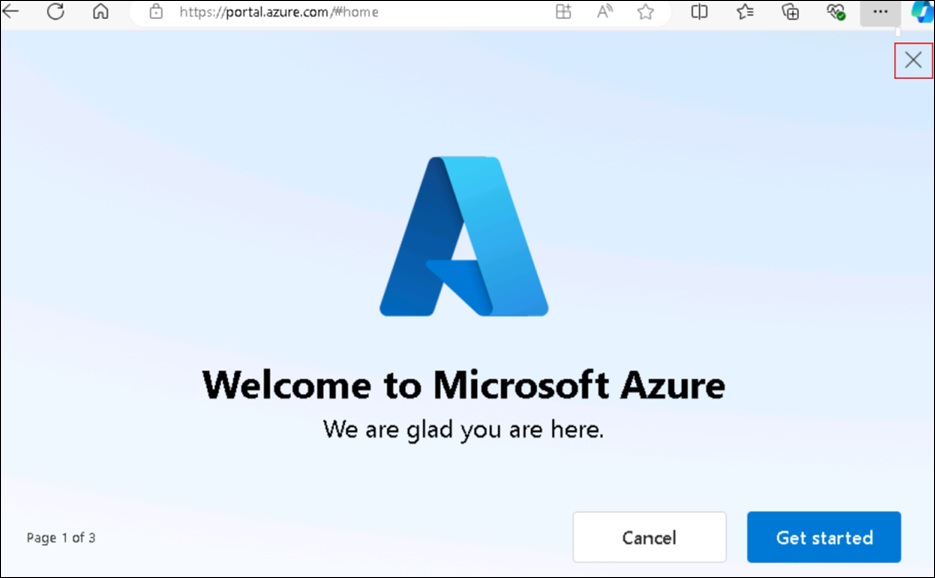 https://portal.azure.com/#home
Welcome to Microsoft Azure
We are glad you are here.
Page 1 of 3
Cancel
Get started